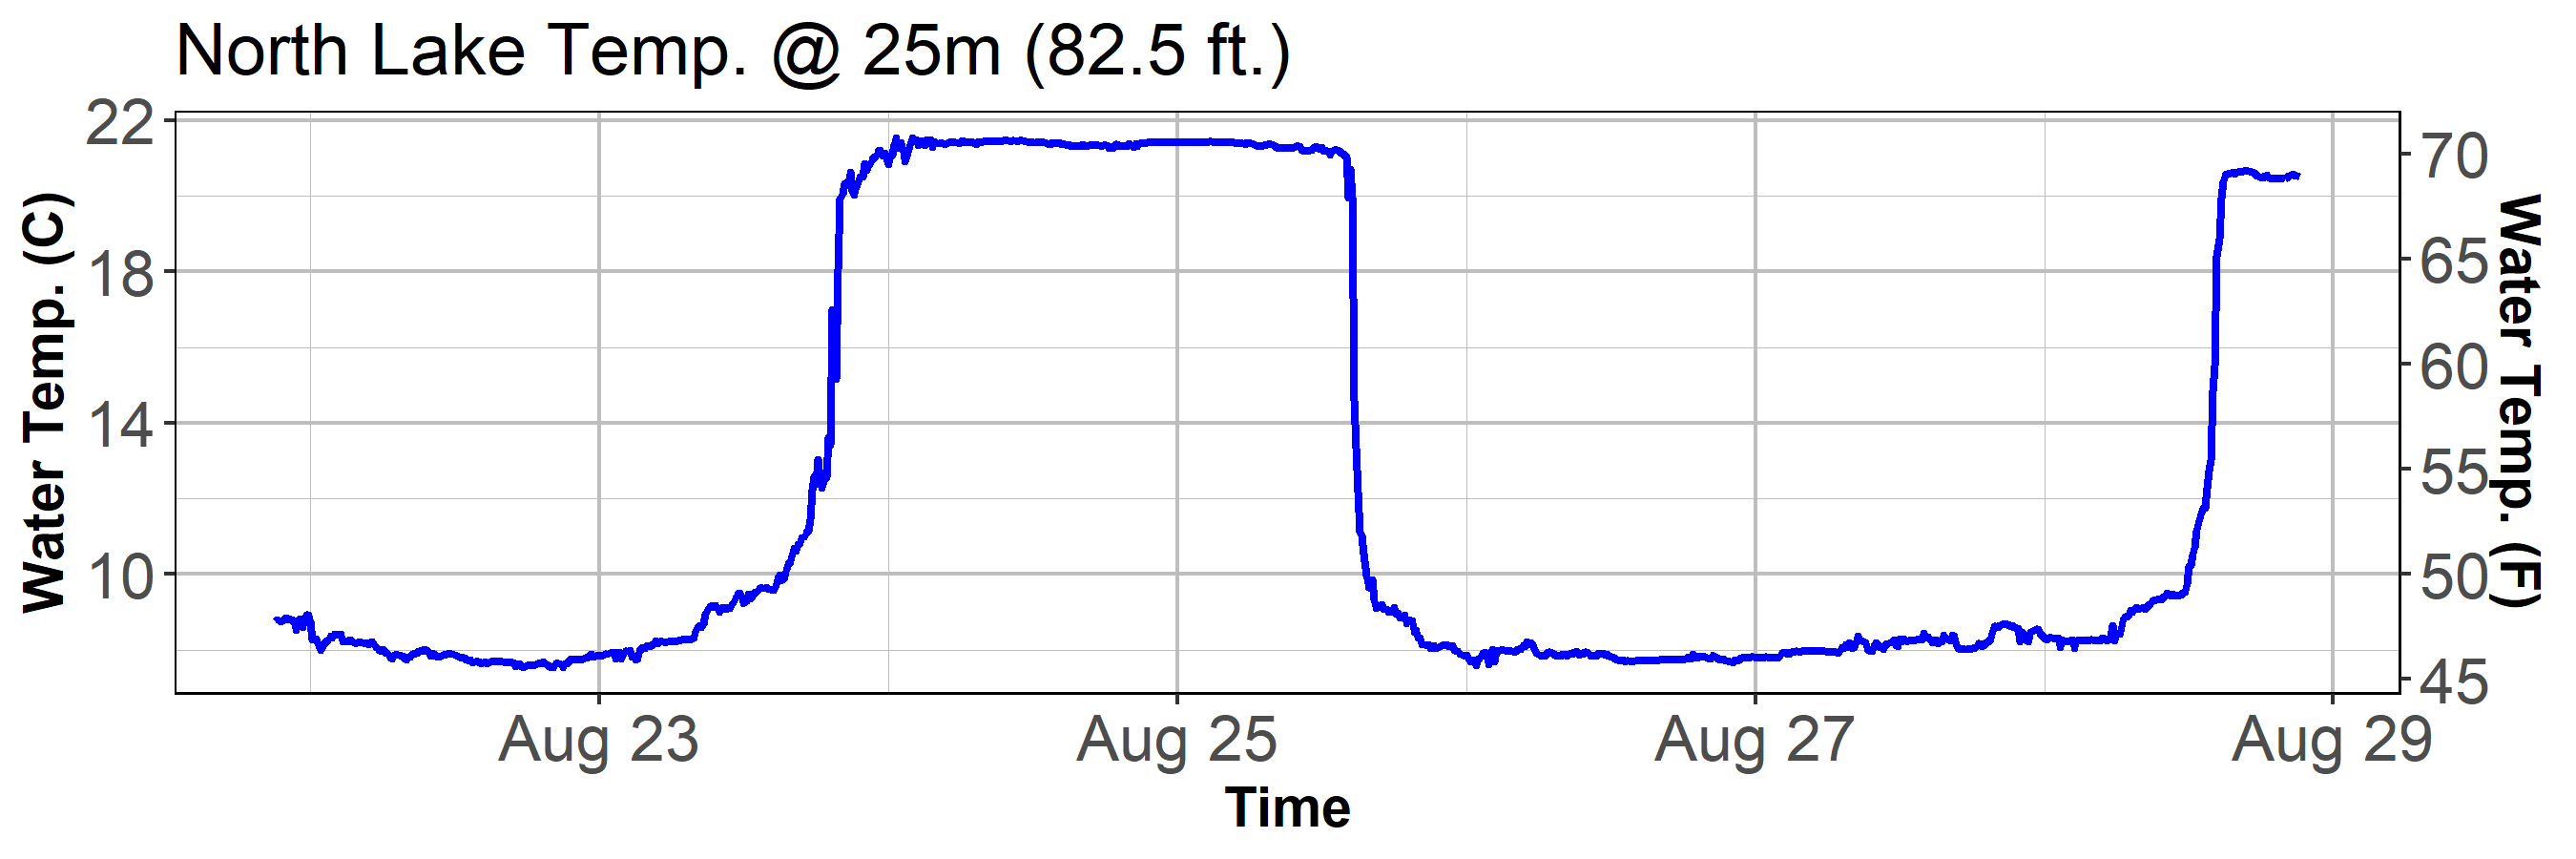 North Lake Temp. @ 25m (82.5 ft.)
Water Temp. (C)
22
18
14
10
70
65
60
55
50
45
Water Temp. (F)
Aug 23 Aug 25 Aug 27 Aug 29
Time